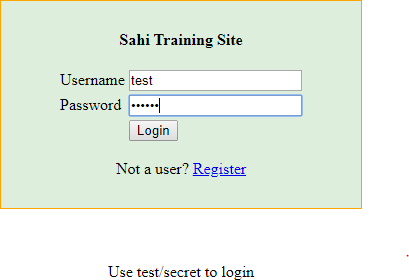 Sahi Training Site
Username test
Password ••••••
Login
Not a user? Register
Use test/secret to login